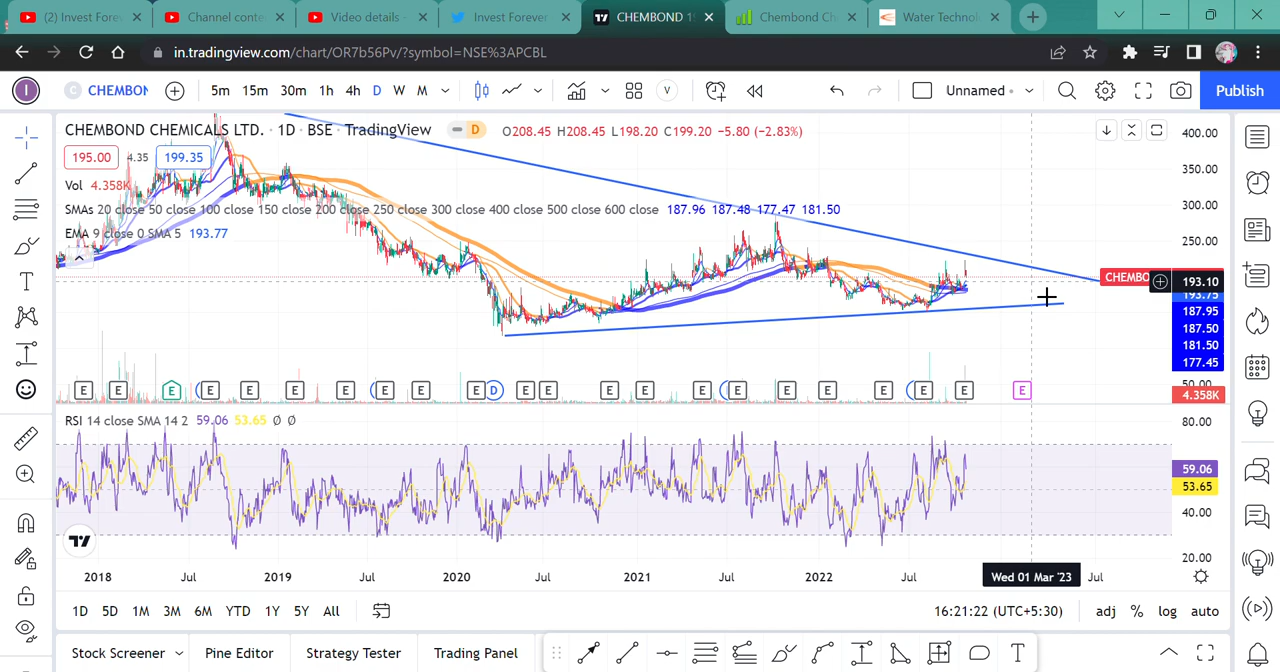 (2) Invest Fore
Channel conte
Video details -
Invest Forever
CHEMBOND 19
Chembond Ch
Water Technol
in.tradingview.com/chart/OR7b56Pv/?symbol=NSE%3APCBL
I
C
CHEMBON
5m 15m 30m 1h 4h D W M
V
Unnamed
Publish
CHEMBOND CHEMICALS LTD. · 1D · BSE · TradingView
D
O208.45 H208.45 L198.20 C199.20 −5.80 (−2.83%)
195.00 4.35 199.35
Vol 4.358K
SMAs 20 close 50 close 100 close 150 close 200 close 250 close 300 close 400 close 500 close 600 close 187.96 187.48 177.47 181.50
EMA 9 close 0 SMA 5 193.77
400.00
350.00
300.00
250.00
CHEMBO
193.10
193.75
187.95
187.50
181.50
177.45
50.00
4.358K
E E E E E E E E E E D E E E E E E E E E E E E E
RSI 14 close SMA 14 2 59.06 53.65 Ø Ø
80.00
59.06
53.65
40.00
20.00
2018 Jul 2019 Jul 2020 Jul 2021 Jul 2022 Jul Wed 01 Mar '23 Jul
1D 5D 1M 3M 6M YTD 1Y 5Y All
16:21:22 (UTC+5:30)
adj % log auto
Stock Screener
Pine Editor
Strategy Tester
Trading Panel
T